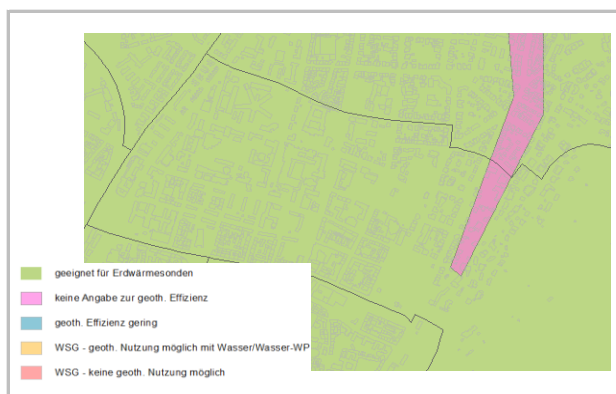 geeignet für Erdwärmesonden
keine Angabe zur geoth. Effizienz
geoth. Effizienz gering
WSG - geoth. Nutzung möglich mit Wasser/Wasser-WP
WSG - keine geoth. Nutzung möglich